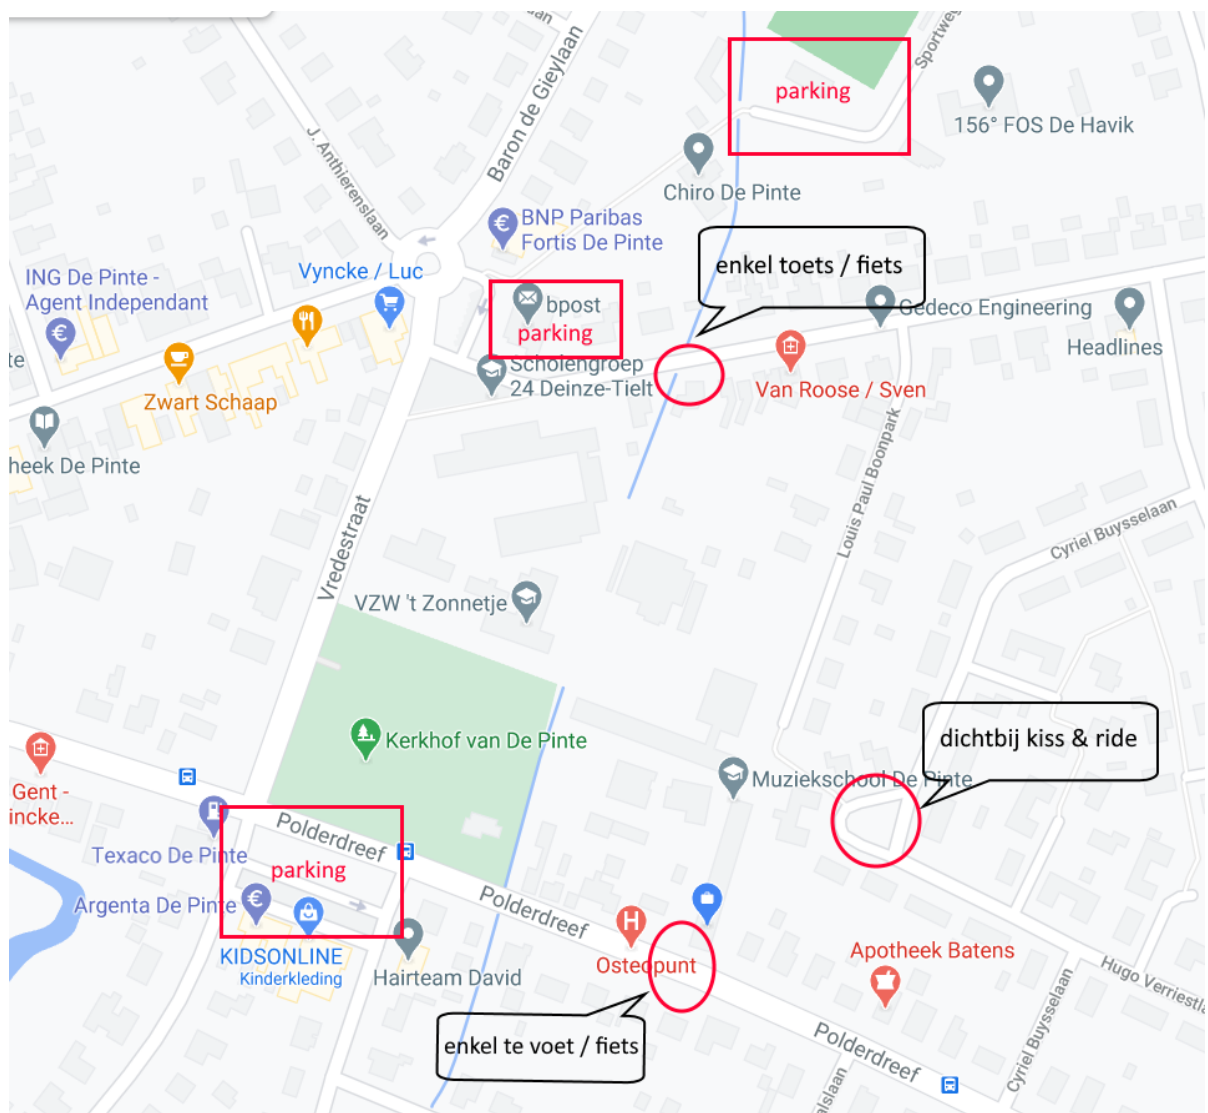 Sportweg
parking
156° FOS De Havik
Baron de Gieylaan
J. Anthierenslaan
Chiro De Pinte
BNP Paribas
Fortis De Pinte
enkel toets / fiets
ING De Pinte -
Agent Independant
Vyncke / Luc
bpost
parking
Gedeco Engineering
Headlines
te
Scholengroep
24 Deinze-Tielt
Van Roose / Sven
Zwart Schaap
heek De Pinte
Louis Paul Boonpark
Cyriel Buysselaan
Vredestraat
VZW 't Zonnetje
Kerkhof van De Pinte
dichtbij kiss & ride
Muziekschool De Pinte
Gent -
incke...
Polderdreef
Texaco De Pinte
parking
Argenta De Pinte
Polderdreef
H
KIDSONLINE
Kinderkleding
Hairteam David
Osteopunt
Apotheek Batens
Hugo Verriestla
enkel te voet / fiets
Polderdreef
Cyriel Buysselaan
alslaan